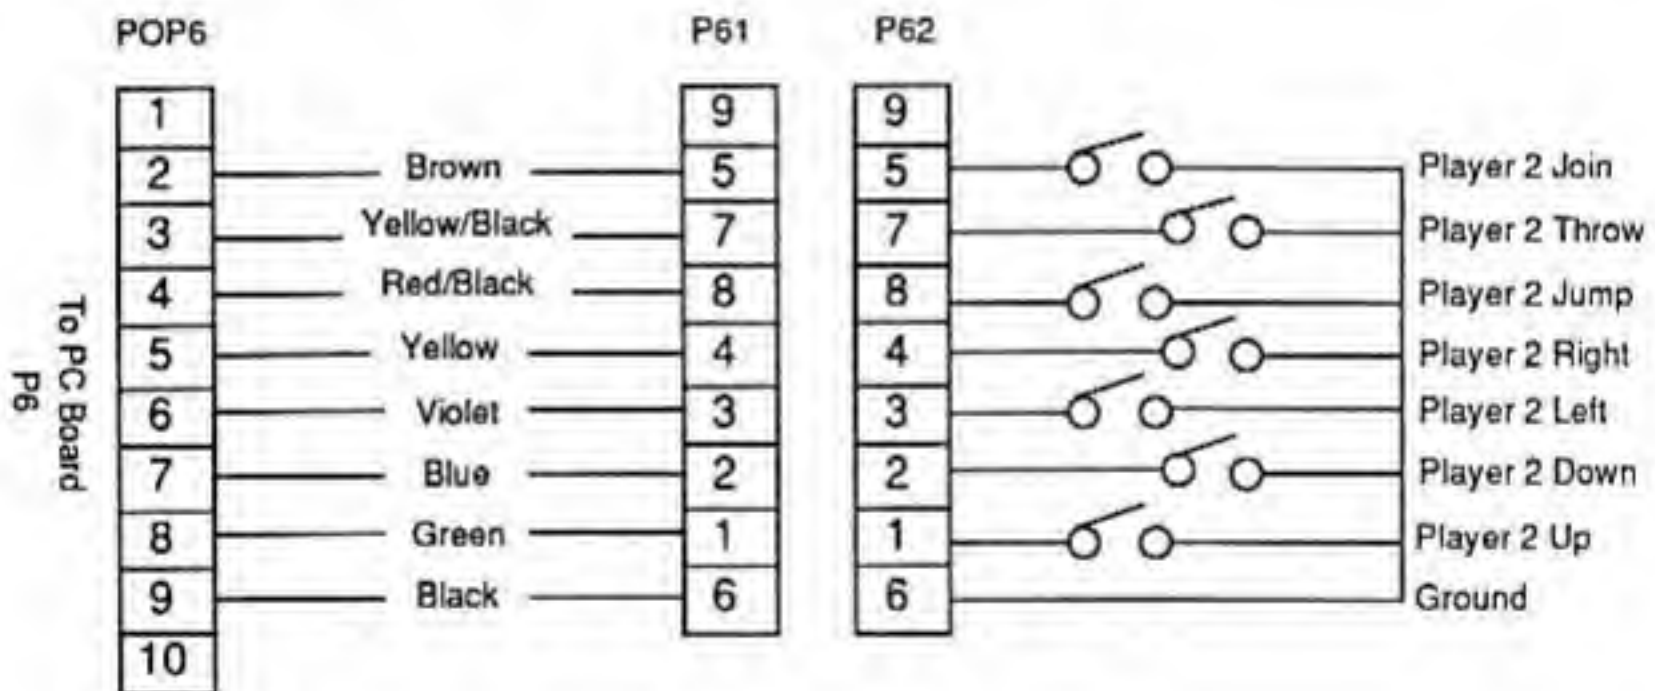 POP6 P61 P62
1 9 9
2 Brown 5 5 Player 2 Join
3 Yellow/Black 7 7 Player 2 Throw
4 Red/Black 8 8 Player 2 Jump
5 Yellow 4 4 Player 2 Right
6 Violet 3 3 Player 2 Left
7 Blue 2 2 Player 2 Down
8 Green 1 1 Player 2 Up
9 Black 6 6 Ground
10
To PC Board
P6